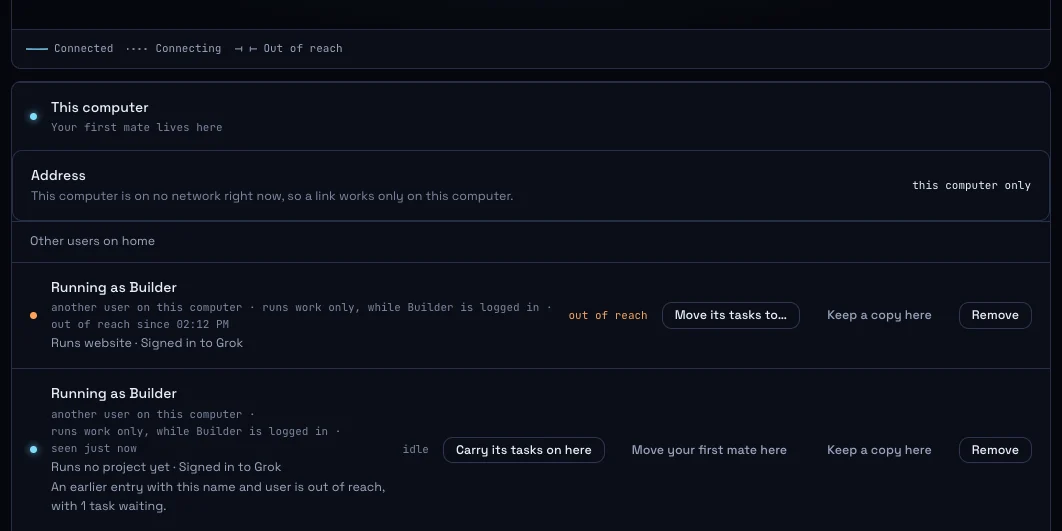 Connected Connecting Out of reach
This computer
Your first mate lives here
Address
This computer is on no network right now, so a link works only on this computer.
this computer only
Other users on home
Running as Builder
another user on this computer · runs work only, while Builder is logged in ·
out of reach since 02:12 PM
Runs website · Signed in to Grok
out of reach
Move its tasks to…
Keep a copy here
Remove
Running as Builder
another user on this computer ·
runs work only, while Builder is logged in ·
seen just now
Runs no project yet · Signed in to Grok
An earlier entry with this name and user is out of reach,
with 1 task waiting.
idle
Carry its tasks on here
Move your first mate here
Keep a copy here
Remove